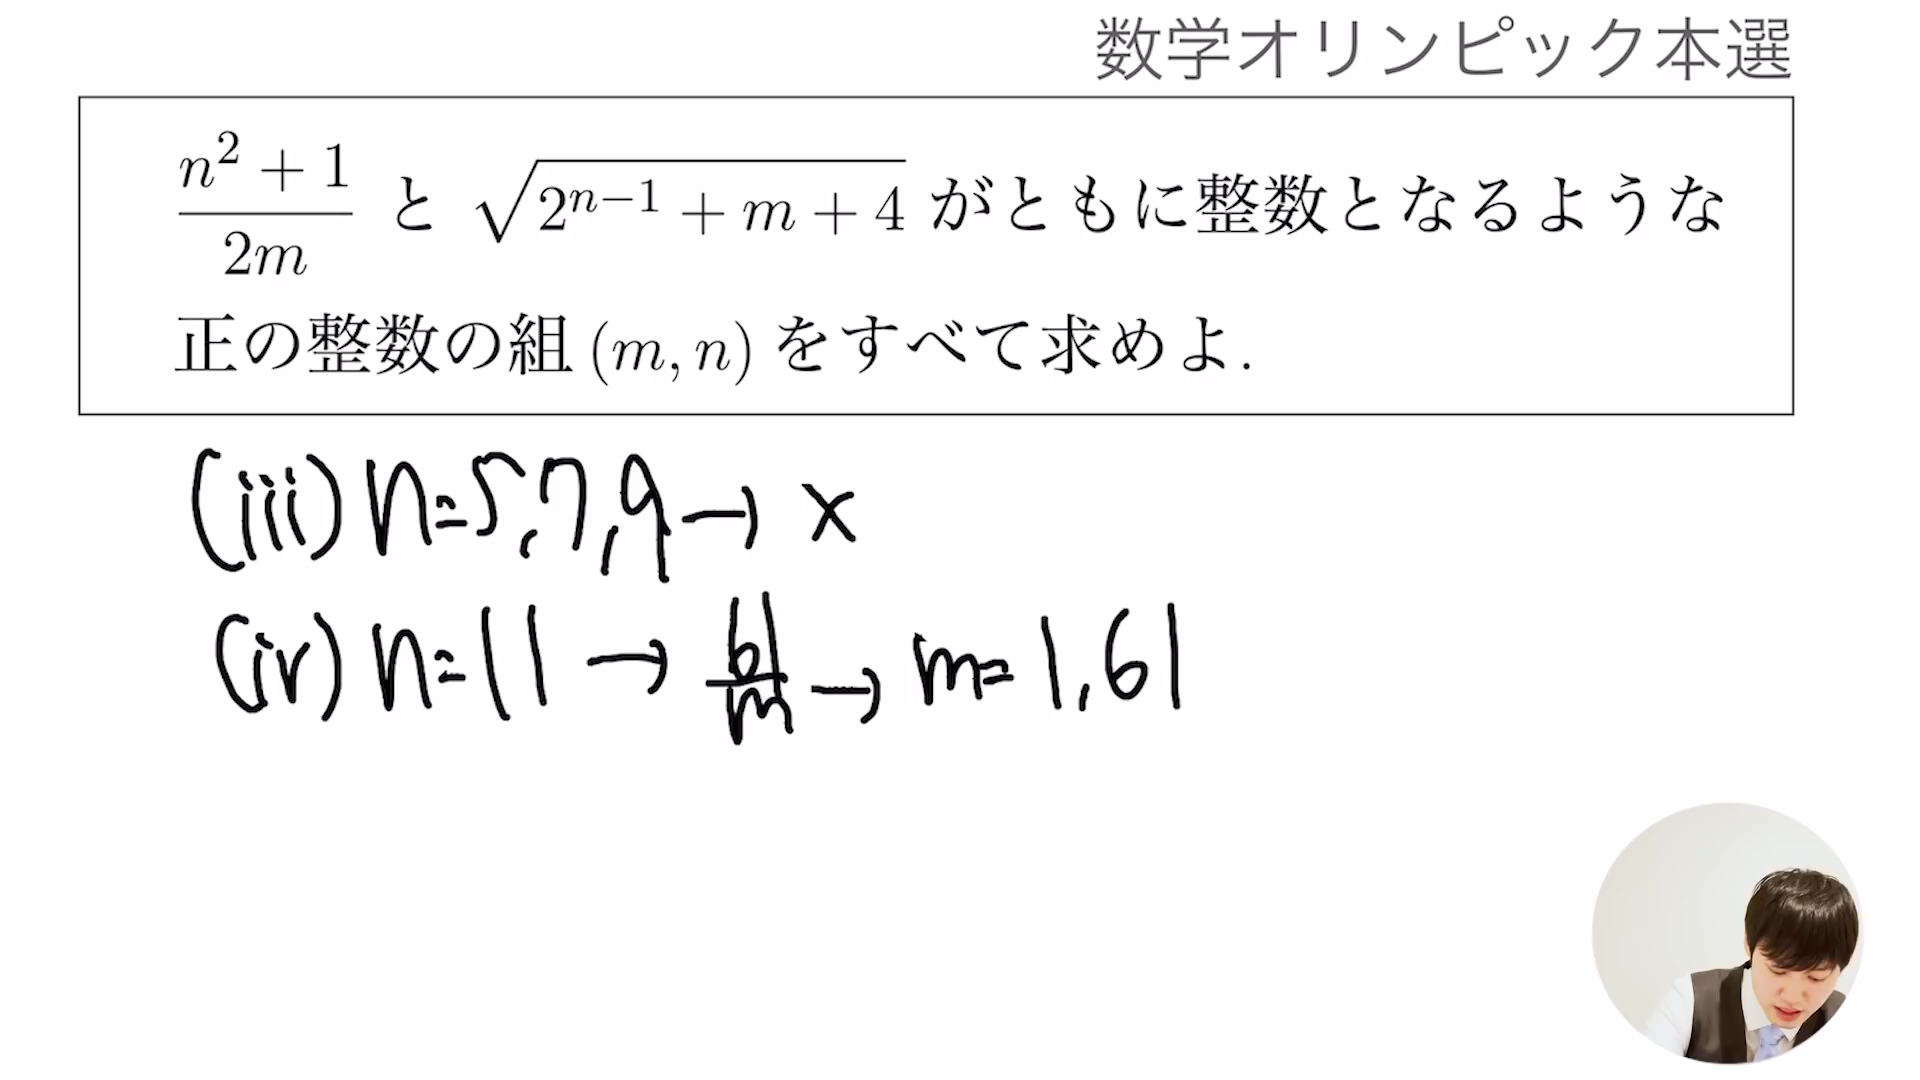 数学オリンピック本選
\frac{n^2+1}{2m} と \sqrt{2^{n-1}+m+4} がともに整数となるような
正の整数の組 (m, n) をすべて求めよ.
(iii) n=5,7,9 → ×
(iv) n=11 → \frac{61}{m} → m=1,61